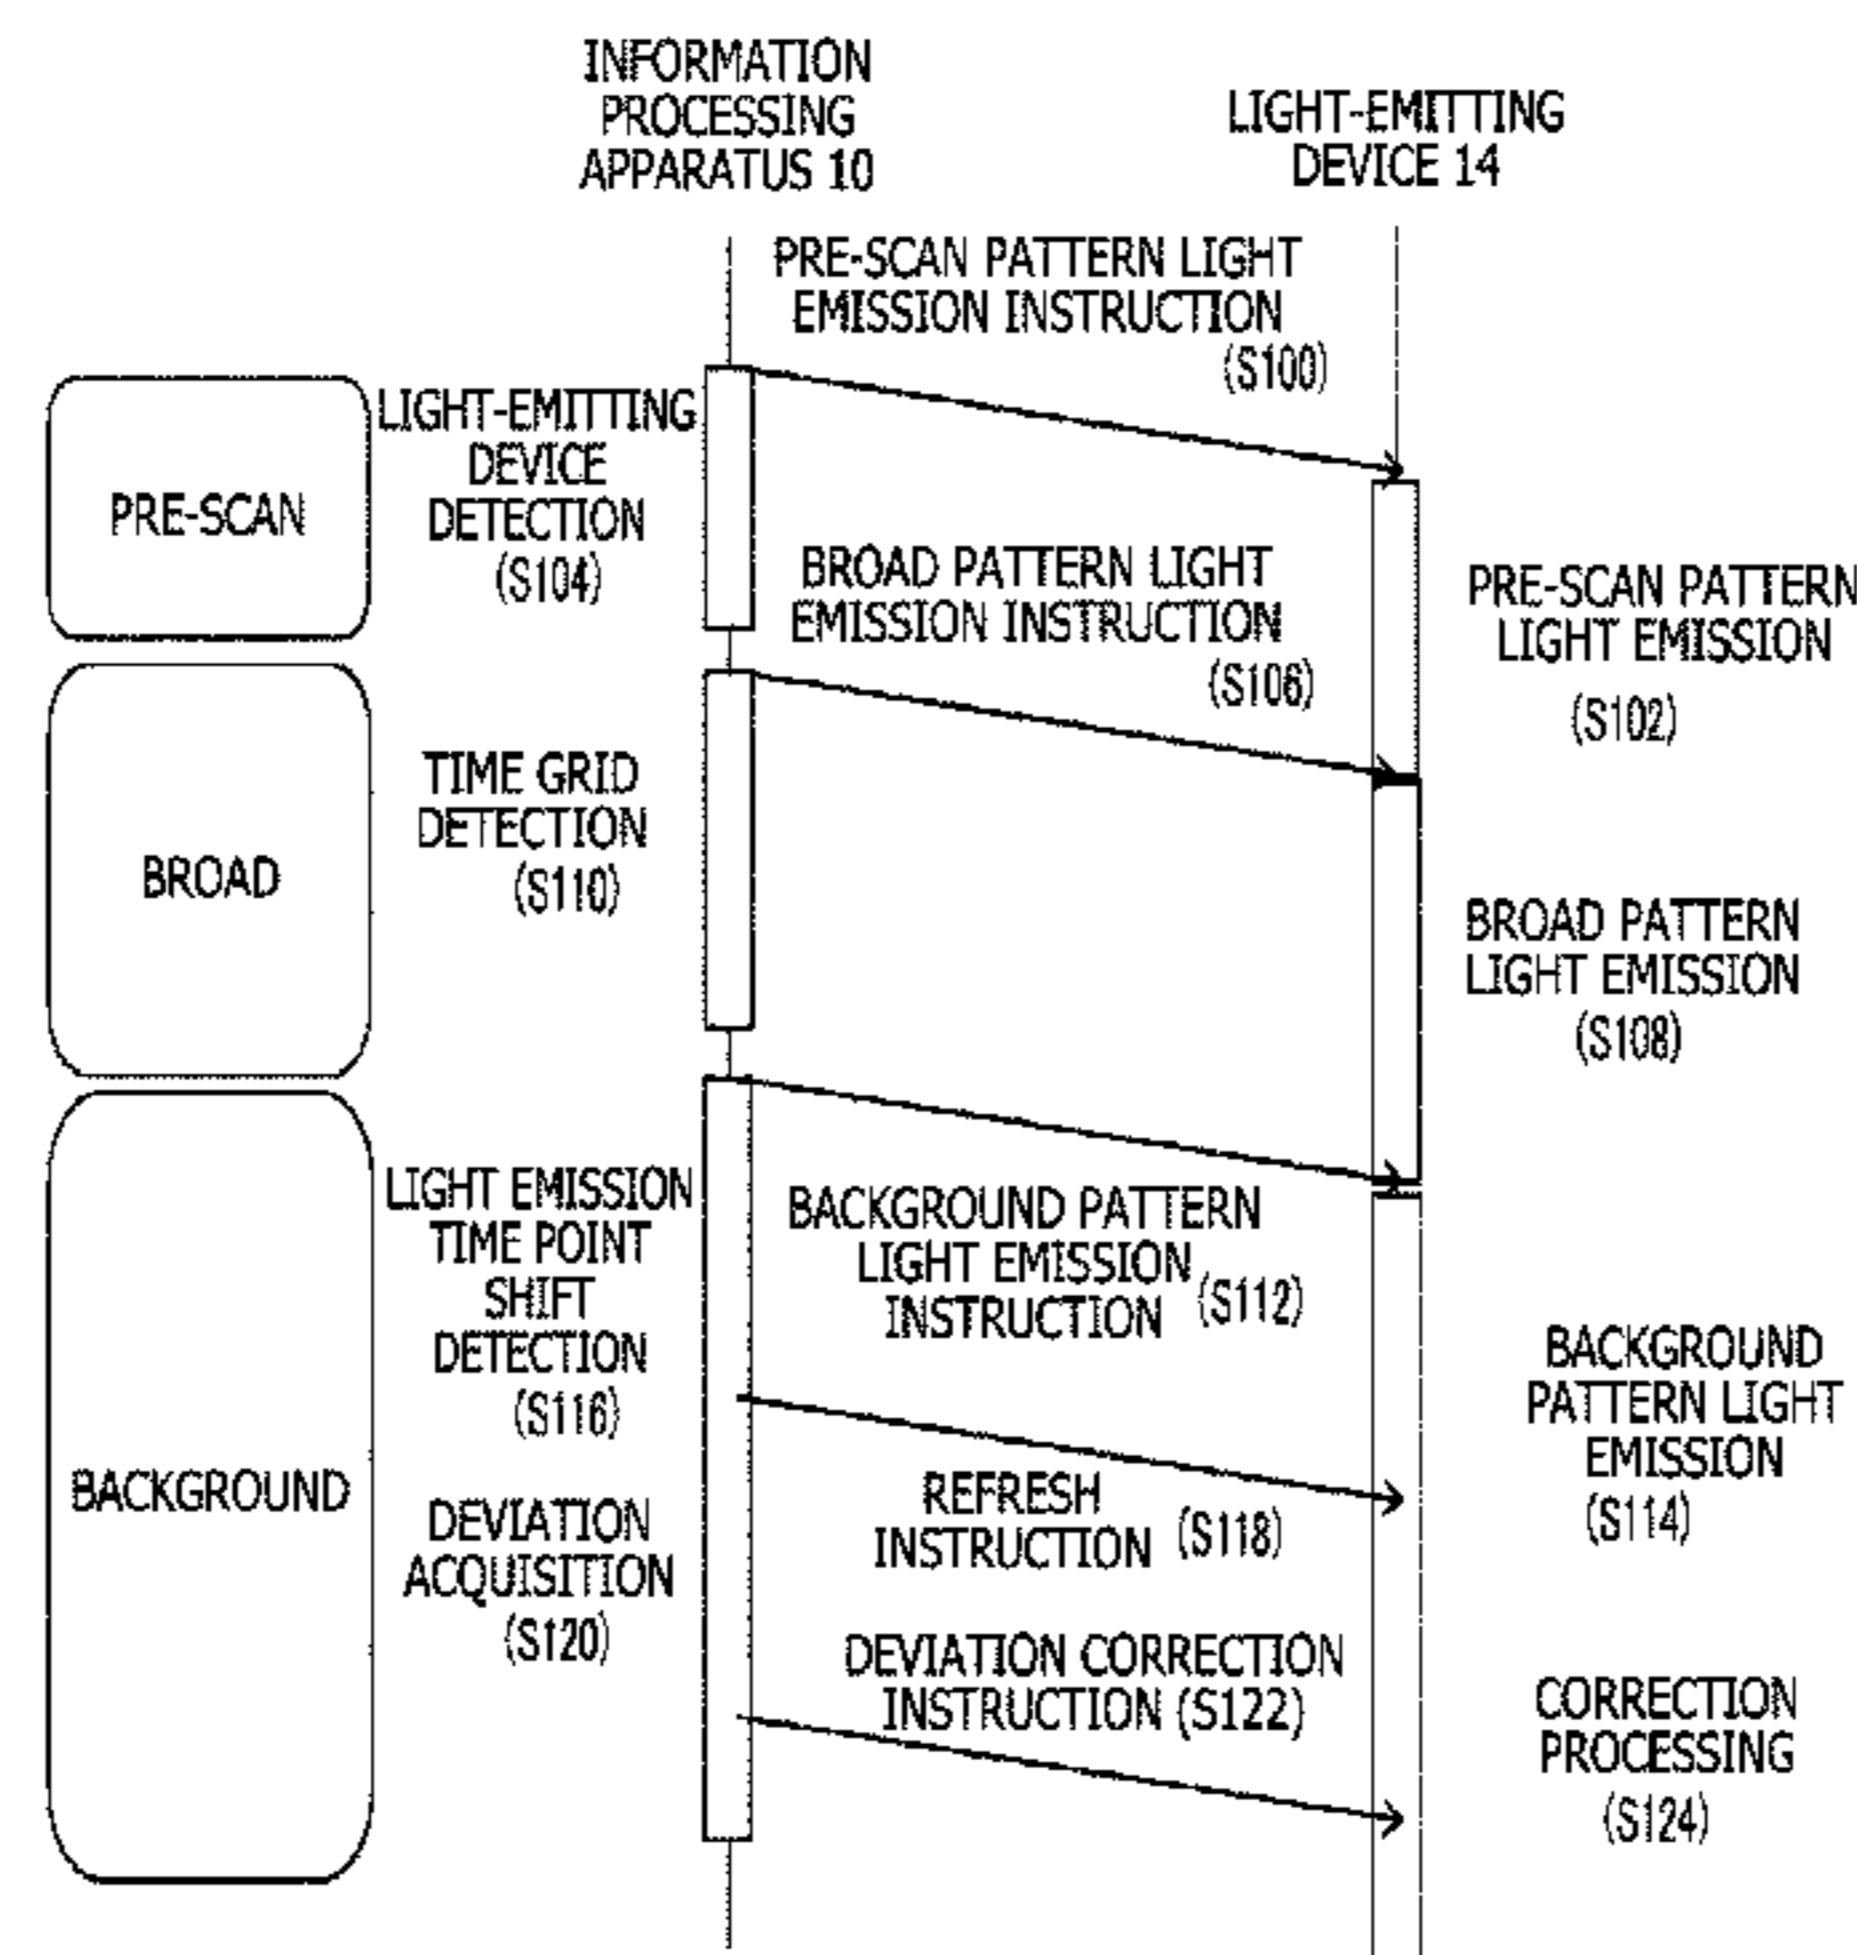 INFORMATION
PROCESSING
APPARATUS 10
LIGHT-EMITTING
DEVICE 14
PRE-SCAN PATTERN LIGHT
EMISSION INSTRUCTION
(S100)
PRE-SCAN
LIGHT-EMITTING
DEVICE
DETECTION
(S104)
BROAD PATTERN LIGHT
EMISSION INSTRUCTION
(S106)
PRE-SCAN PATTERN
LIGHT EMISSION
(S102)
BROAD
TIME GRID
DETECTION
(S110)
BROAD PATTERN
LIGHT EMISSION
(S108)
BACKGROUND
LIGHT EMISSION
TIME POINT
SHIFT
DETECTION
(S116)
BACKGROUND PATTERN
LIGHT EMISSION
INSTRUCTION (S112)
BACKGROUND
PATTERN LIGHT
EMISSION
(S114)
REFRESH
INSTRUCTION (S118)
DEVIATION
ACQUISITION
(S120)
DEVIATION CORRECTION
INSTRUCTION (S122)
CORRECTION
PROCESSING
(S124)